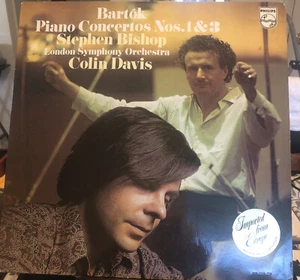 Bartók
Piano Concertos Nos.1&3
Stephen Bishop
London Symphony Orchestra
Colin Davis
PHILIPS
Imported
from
Europe